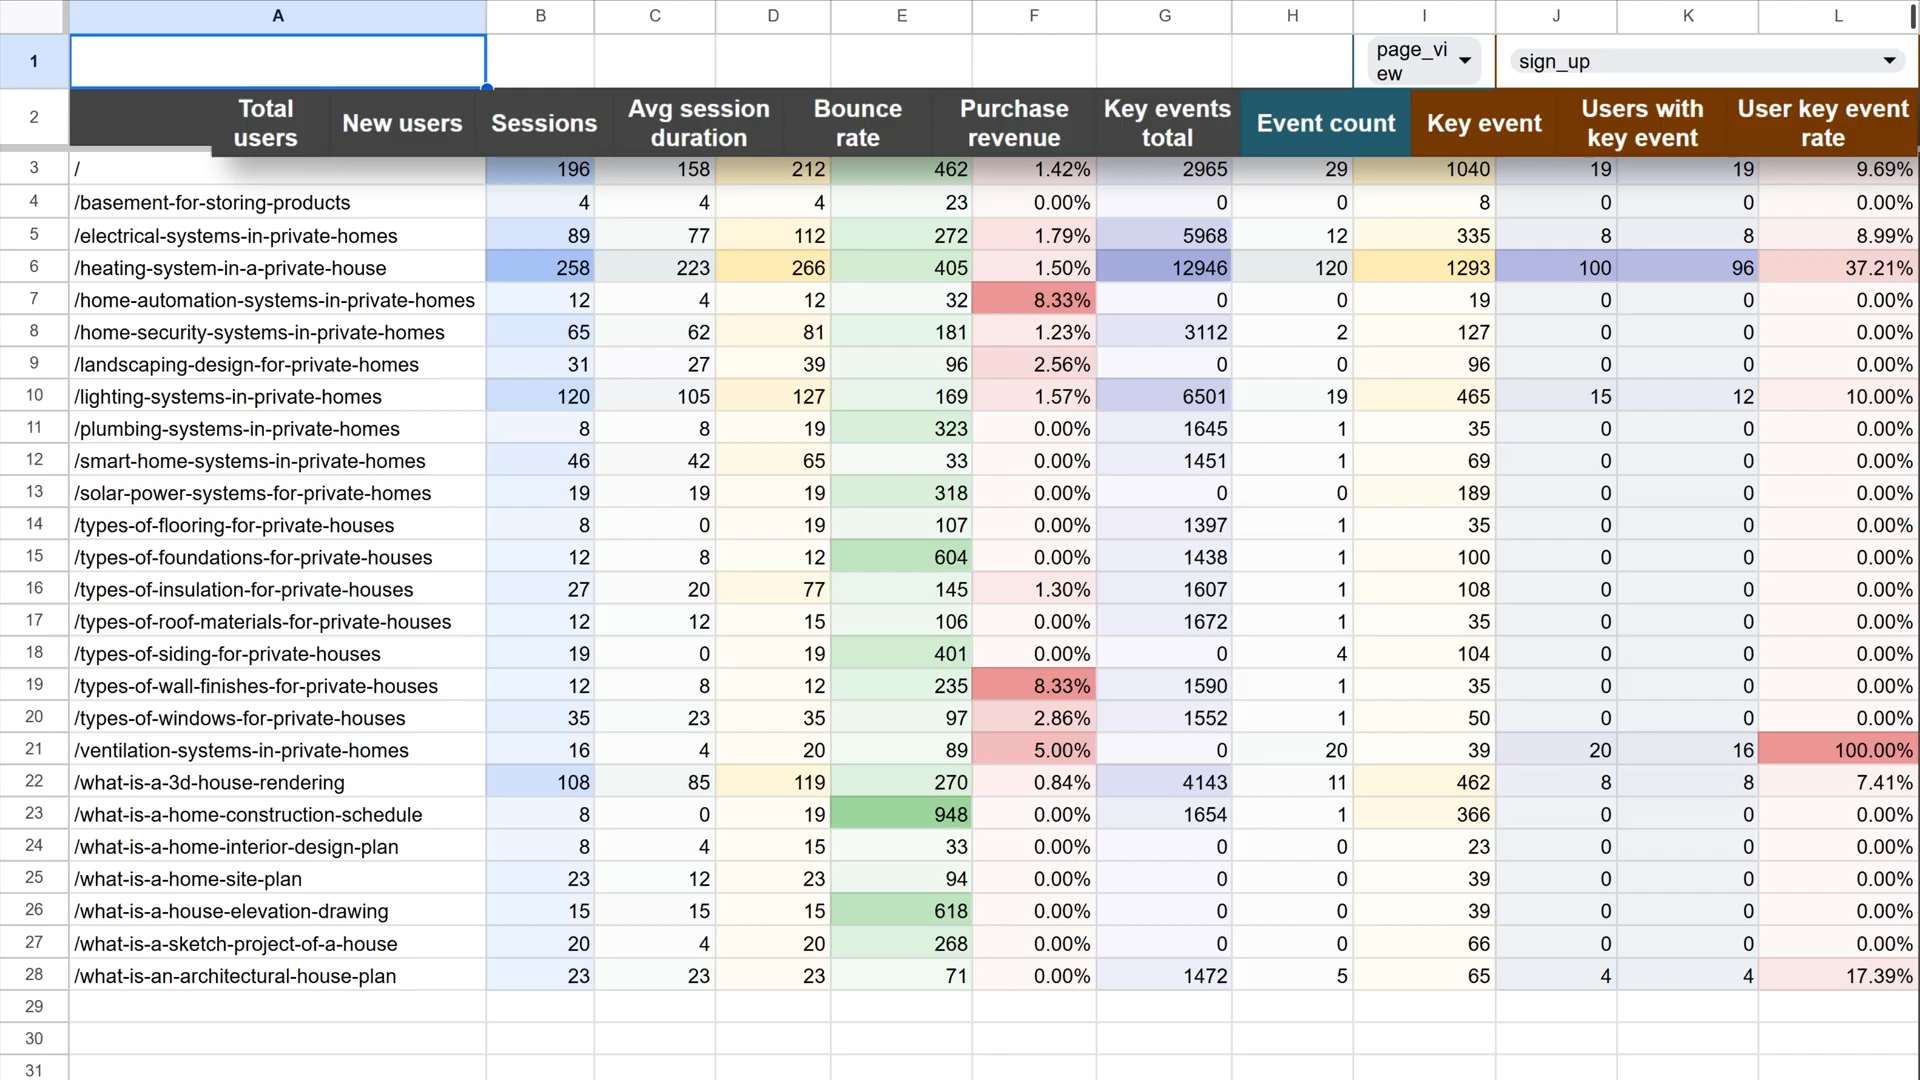 A B C D E F G H I J K L
1 page_vi sign_up
ew
2 Total users New users Sessions Avg session duration Bounce rate Purchase revenue Key events total Event count Key event Users with key event User key event rate
3 / 196 158 212 462 1.42% 2965 29 1040 19 19 9.69%
4 /basement-for-storing-products 4 4 4 23 0.00% 0 0 8 0 0 0.00%
5 /electrical-systems-in-private-homes 89 77 112 272 1.79% 5968 12 335 8 8 8.99%
6 /heating-system-in-a-private-house 258 223 266 405 1.50% 12946 120 1293 100 96 37.21%
7 /home-automation-systems-in-private-homes 12 4 12 32 8.33% 0 0 19 0 0 0.00%
8 /home-security-systems-in-private-homes 65 62 81 181 1.23% 3112 2 127 0 0 0.00%
9 /landscaping-design-for-private-homes 31 27 39 96 2.56% 0 0 96 0 0 0.00%
10 /lighting-systems-in-private-homes 120 105 127 169 1.57% 6501 19 465 15 12 10.00%
11 /plumbing-systems-in-private-homes 8 8 19 323 0.00% 1645 1 35 0 0 0.00%
12 /smart-home-systems-in-private-homes 46 42 65 33 0.00% 1451 1 69 0 0 0.00%
13 /solar-power-systems-for-private-homes 19 19 19 318 0.00% 0 0 189 0 0 0.00%
14 /types-of-flooring-for-private-houses 8 0 19 107 0.00% 1397 1 35 0 0 0.00%
15 /types-of-foundations-for-private-houses 12 8 12 604 0.00% 1438 1 100 0 0 0.00%
16 /types-of-insulation-for-private-houses 27 20 77 145 1.30% 1607 1 108 0 0 0.00%
17 /types-of-roof-materials-for-private-houses 12 12 15 106 0.00% 1672 1 35 0 0 0.00%
18 /types-of-siding-for-private-houses 19 0 19 401 0.00% 0 4 104 0 0 0.00%
19 /types-of-wall-finishes-for-private-houses 12 8 12 235 8.33% 1590 1 35 0 0 0.00%
20 /types-of-windows-for-private-houses 35 23 35 97 2.86% 1552 1 50 0 0 0.00%
21 /ventilation-systems-in-private-homes 16 4 20 89 5.00% 0 20 39 20 16 100.00%
22 /what-is-a-3d-house-rendering 108 85 119 270 0.84% 4143 11 462 8 8 7.41%
23 /what-is-a-home-construction-schedule 8 0 19 948 0.00% 1654 1 366 0 0 0.00%
24 /what-is-a-home-interior-design-plan 8 4 15 33 0.00% 0 0 23 0 0 0.00%
25 /what-is-a-home-site-plan 23 12 23 94 0.00% 0 0 39 0 0 0.00%
26 /what-is-a-house-elevation-drawing 15 15 15 618 0.00% 0 0 39 0 0 0.00%
27 /what-is-a-sketch-project-of-a-house 20 4 20 268 0.00% 0 0 66 0 0 0.00%
28 /what-is-an-architectural-house-plan 23 23 23 71 0.00% 1472 5 65 4 4 17.39%
29
30
31